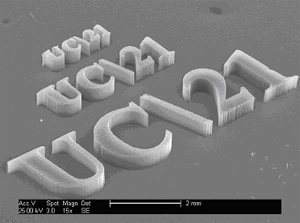 UCI21
UCI21
UCI21
Acc.V Spot Magn Det
25.00 kV 3.0 15x SE
2 mm